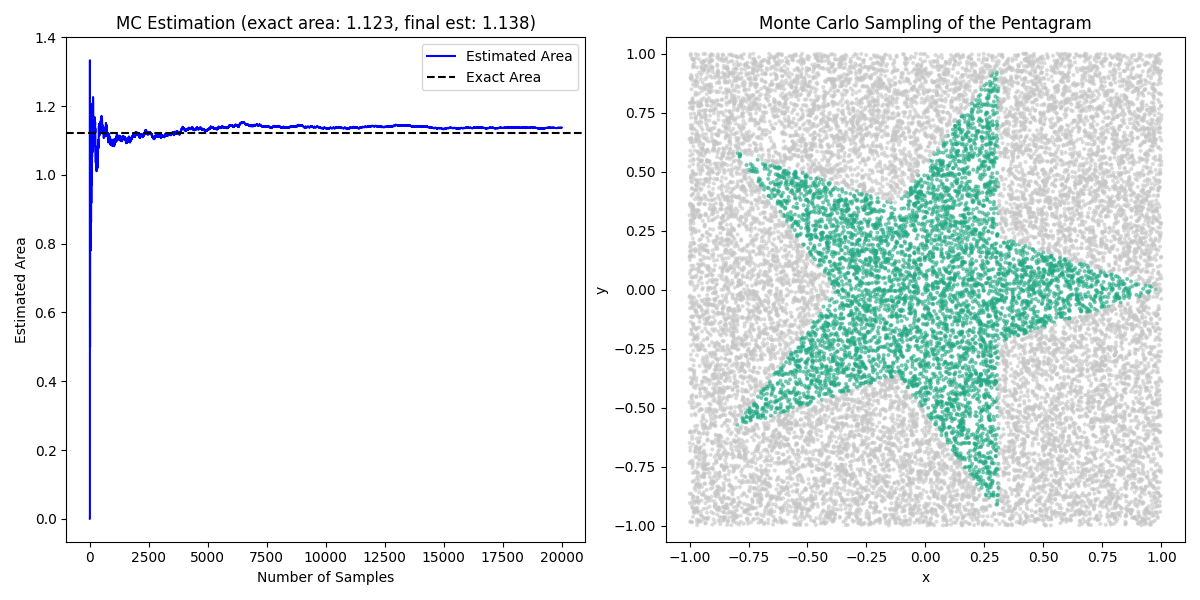 MC Estimation (exact area: 1.123, final est: 1.138)
1.4
1.2
1.0
0.8
0.6
0.4
0.2
0.0
Estimated Area
Estimated Area
Exact Area
0 2500 5000 7500 10000 12500 15000 17500 20000
Number of Samples
Monte Carlo Sampling of the Pentagram
1.00
0.75
0.50
0.25
0.00
−0.25
−0.50
−0.75
−1.00
y
−1.00 −0.75 −0.50 −0.25 0.00 0.25 0.50 0.75 1.00
x